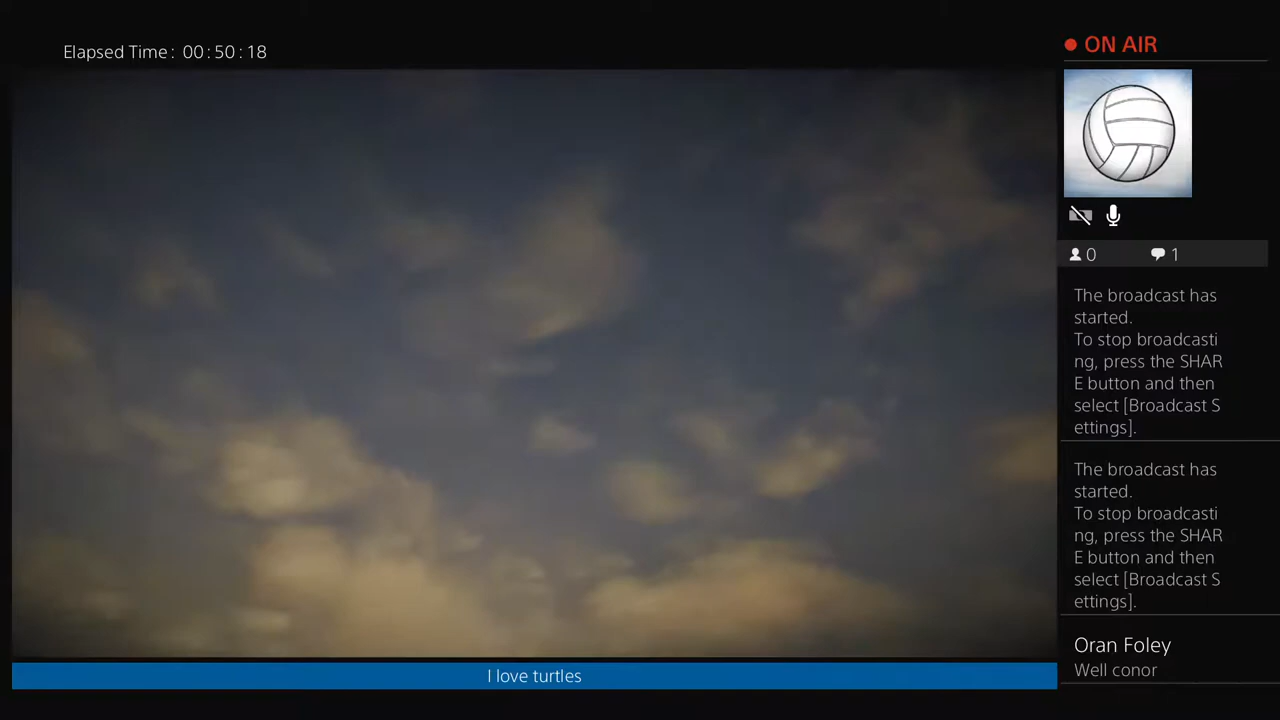 Elapsed Time: 00:50:18
ON AIR
0 1
The broadcast has
started.
To stop broadcasti
ng, press the SHAR
E button and then
select [Broadcast S
ettings].
The broadcast has
started.
To stop broadcasti
ng, press the SHAR
E button and then
select [Broadcast S
ettings].
Oran Foley
Well conor
I love turtles